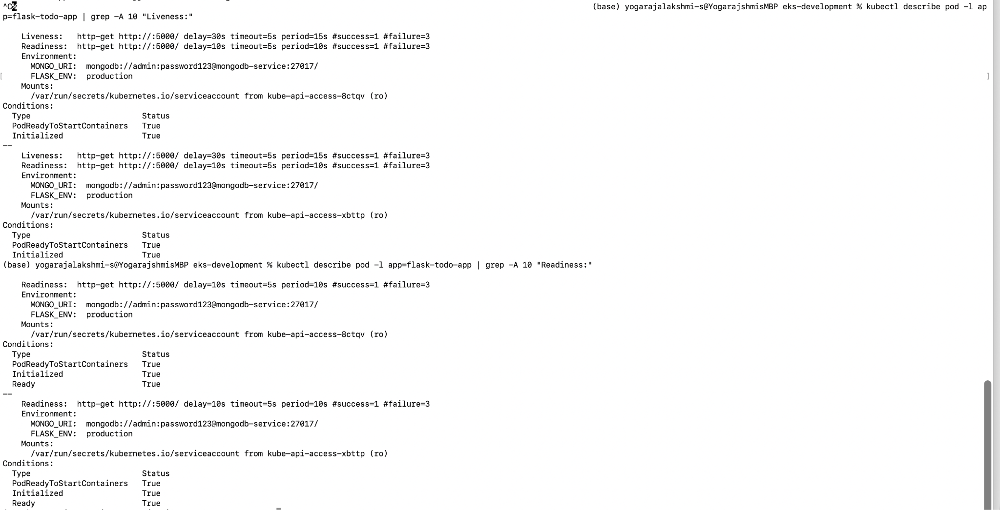 ^C%                                                                                                                             (base) yogarajalakshmi-s@YogarajshmisMBP eks-development % kubectl describe pod -l ap
p=flask-todo-app | grep -A 10 "Liveness:"

    Liveness:   http-get http://:5000/ delay=30s timeout=5s period=15s #success=1 #failure=3
    Readiness:  http-get http://:5000/ delay=10s timeout=5s period=10s #success=1 #failure=3
    Environment:
      MONGO_URI:  mongodb://admin:password123@mongodb-service:27017/
[     FLASK_ENV:  production ]
    Mounts:
      /var/run/secrets/kubernetes.io/serviceaccount from kube-api-access-8ctqv (ro)
Conditions:
  Type                        Status
  PodReadyToStartContainers   True
  Initialized                 True
--
    Liveness:   http-get http://:5000/ delay=30s timeout=5s period=15s #success=1 #failure=3
    Readiness:  http-get http://:5000/ delay=10s timeout=5s period=10s #success=1 #failure=3
    Environment:
      MONGO_URI:  mongodb://admin:password123@mongodb-service:27017/
      FLASK_ENV:  production
    Mounts:
      /var/run/secrets/kubernetes.io/serviceaccount from kube-api-access-xbttp (ro)
Conditions:
  Type                        Status
  PodReadyToStartContainers   True
  Initialized                 True
(base) yogarajalakshmi-s@YogarajshmisMBP eks-development % kubectl describe pod -l app=flask-todo-app | grep -A 10 "Readiness:"

    Readiness:  http-get http://:5000/ delay=10s timeout=5s period=10s #success=1 #failure=3
    Environment:
      MONGO_URI:  mongodb://admin:password123@mongodb-service:27017/
      FLASK_ENV:  production
    Mounts:
      /var/run/secrets/kubernetes.io/serviceaccount from kube-api-access-8ctqv (ro)
Conditions:
  Type                        Status
  PodReadyToStartContainers   True
  Initialized                 True
  Ready                       True
--
    Readiness:  http-get http://:5000/ delay=10s timeout=5s period=10s #success=1 #failure=3
    Environment:
      MONGO_URI:  mongodb://admin:password123@mongodb-service:27017/
      FLASK_ENV:  production
    Mounts:
      /var/run/secrets/kubernetes.io/serviceaccount from kube-api-access-xbttp (ro)
Conditions:
  Type                        Status
  PodReadyToStartContainers   True
  Initialized                 True
  Ready                       True